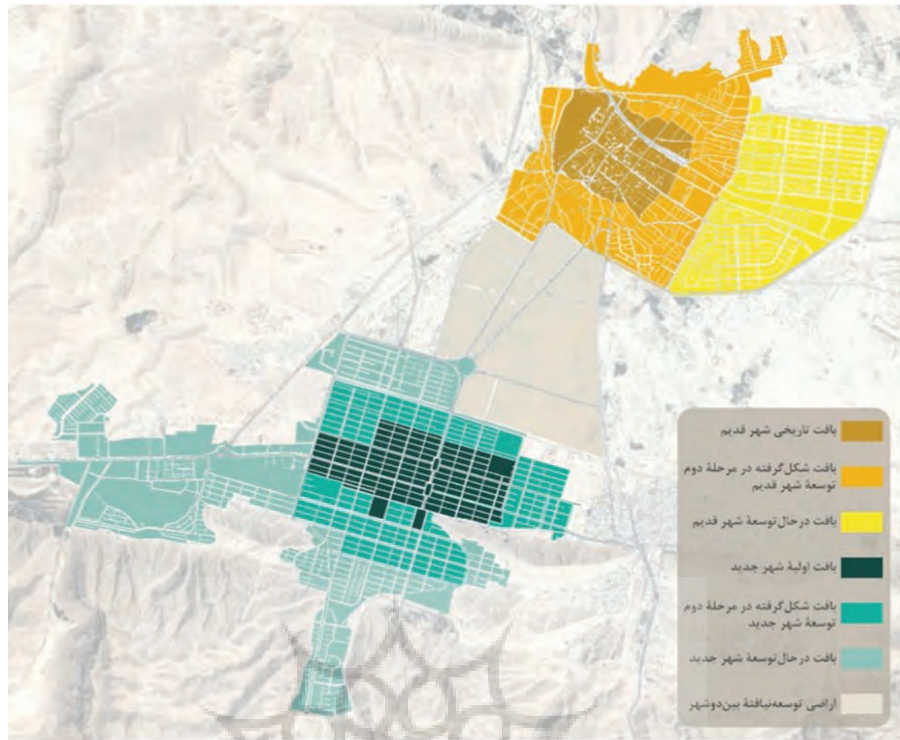 بافت تاریخی شهر قدیم
بافت شکل‌گرفته در مرحلهٔ دوم
توسعهٔ شهر قدیم
بافت درحال‌توسعهٔ شهر قدیم
بافت اولیهٔ شهر جدید
بافت شکل‌گرفته در مرحلهٔ دوم
توسعهٔ شهر جدید
بافت درحال‌توسعهٔ شهر جدید
اراضی توسعه‌نیافتهٔ بین‌دوشهر